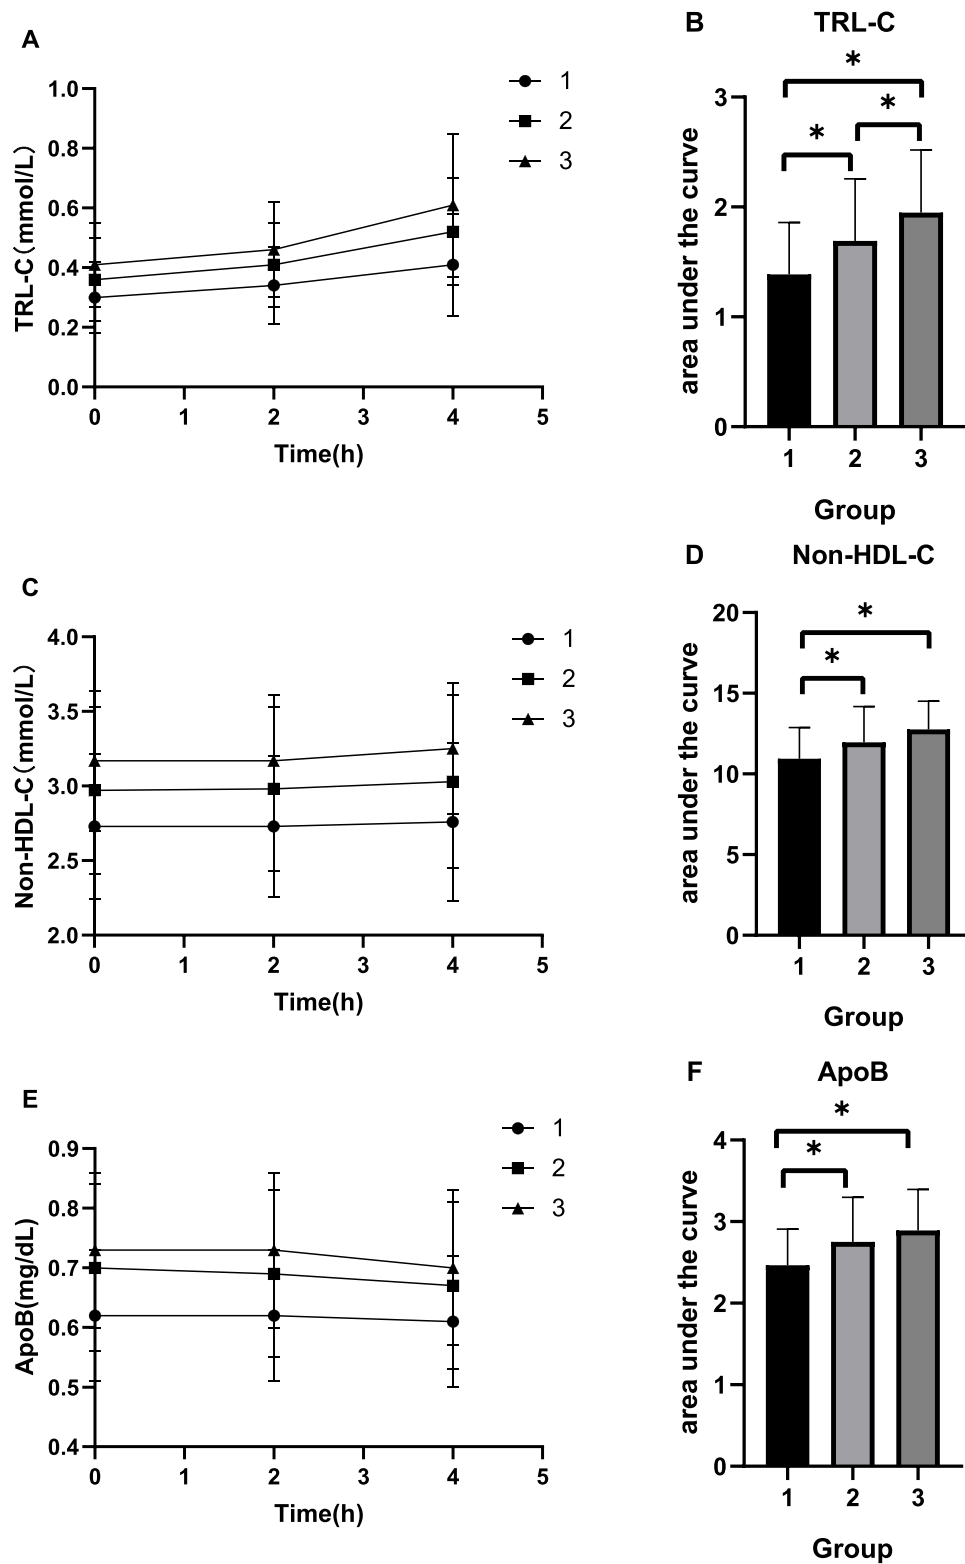 A
TRL-C(mmol/L)
1.0
0.8
0.6
0.4
0.2
0.0
0 1 2 3 4 5
Time(h)
1
2
3
B
TRL-C
* 
*
*
area under the curve
3
2
1
0
1 2 3
Group
C
Non-HDL-C(mmol/L)
4.0
3.5
3.0
2.5
2.0
0 1 2 3 4 5
Time(h)
1
2
3
D
Non-HDL-C
*
*
area under the curve
20
15
10
5
0
1 2 3
Group
E
ApoB(mg/dL)
0.9
0.8
0.7
0.6
0.5
0.4
0 1 2 3 4 5
Time(h)
1
2
3
F
ApoB
*
*
area under the curve
4
3
2
1
0
1 2 3
Group